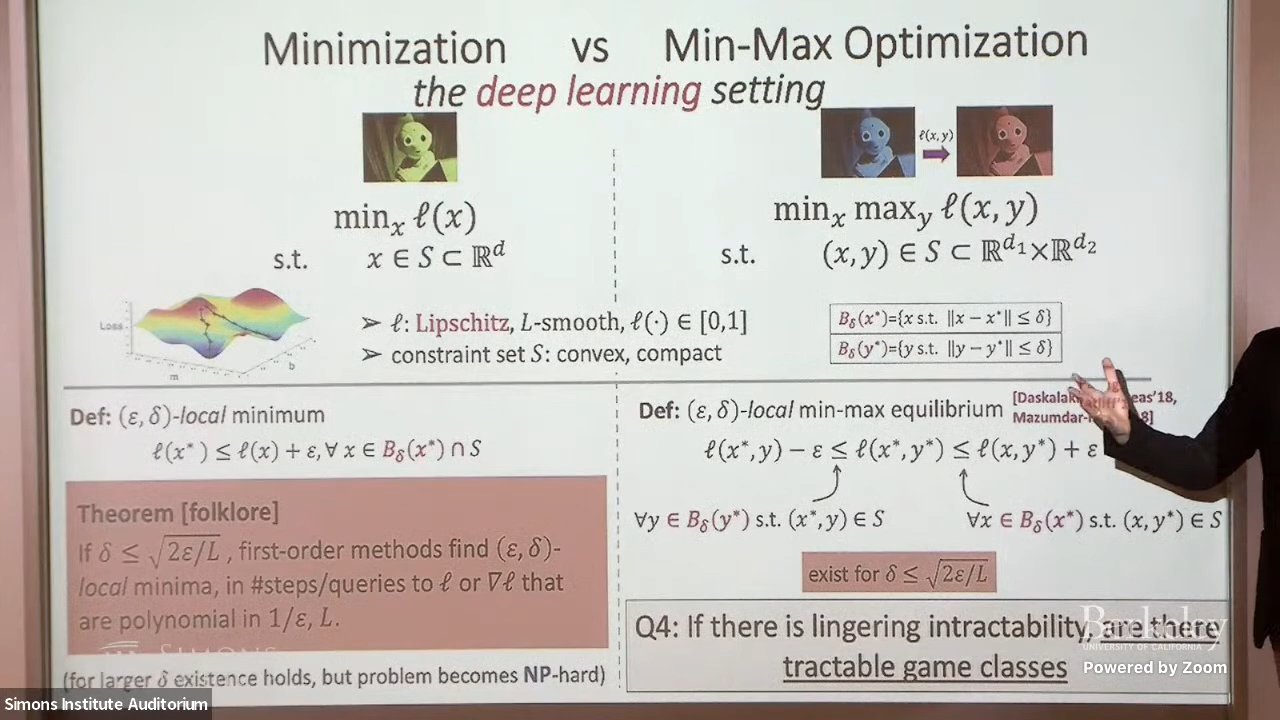 Minimization vs Min-Max Optimization
the deep learning setting
ℓ(x,y)
min_x ℓ(x)
s.t. x ∈ S ⊂ ℝ^d
min_x max_y ℓ(x, y)
s.t. (x, y) ∈ S ⊂ ℝ^{d_1}×ℝ^{d_2}
Loss
m
b
➢ ℓ: Lipschitz, L-smooth, ℓ(·) ∈ [0,1]
➢ constraint set S: convex, compact
B_δ(x*)={x s.t. ‖x − x*‖ ≤ δ}
B_δ(y*)={y s.t. ‖y − y*‖ ≤ δ}
Def: (ε, δ)-local minimum
ℓ(x*) ≤ ℓ(x) + ε, ∀ x ∈ B_δ(x*) ∩ S
Theorem [folklore]
If δ ≤ √(2ε/L), first-order methods find (ε, δ)-
local minima, in #steps/queries to ℓ or ∇ℓ that
are polynomial in 1/ε, L.
(for larger δ existence holds, but problem becomes NP-hard)
Def: (ε, δ)-local min-max equilibrium
ℓ(x*, y) − ε ≤ ℓ(x*, y*) ≤ ℓ(x, y*) + ε
∀y ∈ B_δ(y*) s.t. (x*, y) ∈ S
∀x ∈ B_δ(x*) s.t. (x, y*) ∈ S
exist for δ ≤ √(2ε/L)
Q4: If there is lingering intractability, are there
tractable game classes
Berkeley
UNIVERSITY OF CALIFORNIA
Powered by Zoom
SIMONS
Simons Institute Auditorium